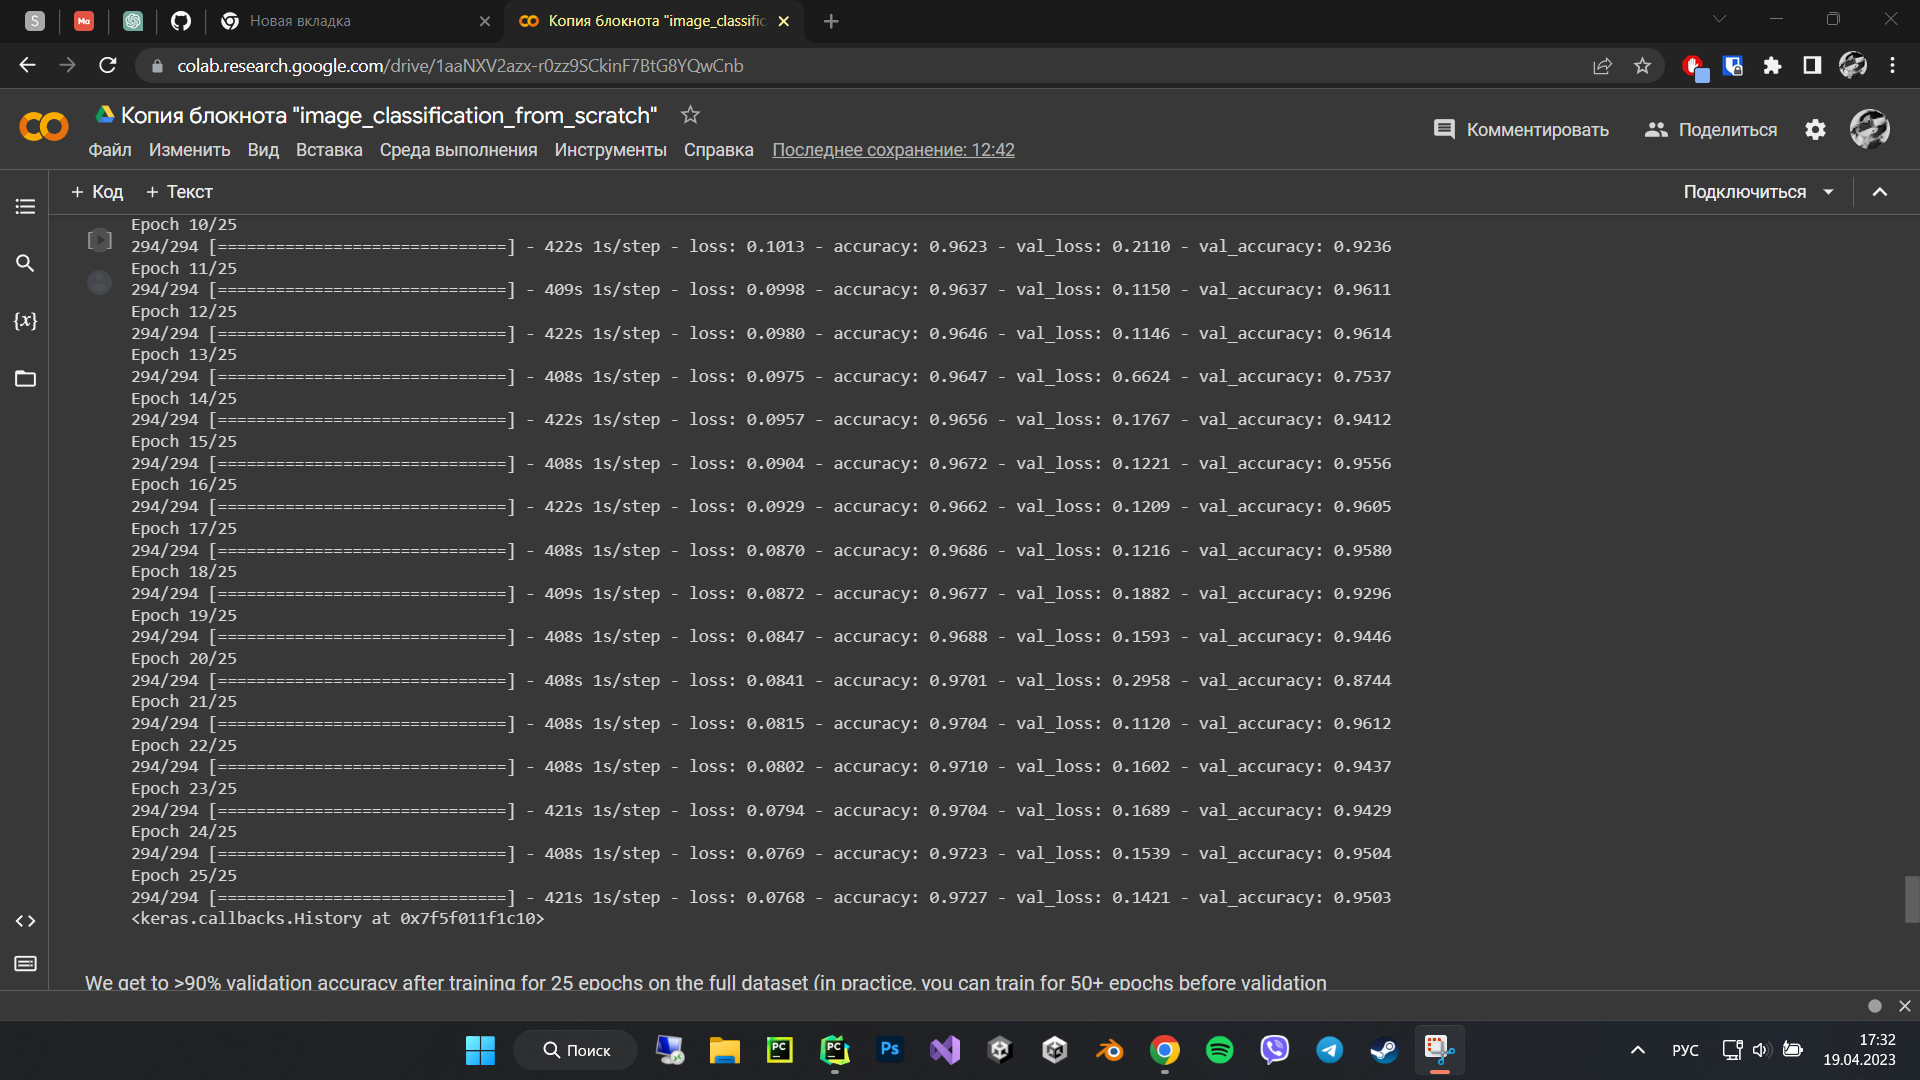 S
Ma
Новая вкладка
Копия блокнота "image_classific
colab.research.google.com/drive/1aaNXV2azx-r0zz9SCkinF7BtG8YQwCnb
Копия блокнота "image_classification_from_scratch"
Комментировать
Поделиться
Файл Изменить Вид Вставка Среда выполнения Инструменты Справка Последнее сохранение: 12:42
+ Код + Текст
Подключиться
Epoch 10/25
294/294 [==============================] - 422s 1s/step - loss: 0.1013 - accuracy: 0.9623 - val_loss: 0.2110 - val_accuracy: 0.9236
Epoch 11/25
294/294 [==============================] - 409s 1s/step - loss: 0.0998 - accuracy: 0.9637 - val_loss: 0.1150 - val_accuracy: 0.9611
Epoch 12/25
294/294 [==============================] - 422s 1s/step - loss: 0.0980 - accuracy: 0.9646 - val_loss: 0.1146 - val_accuracy: 0.9614
Epoch 13/25
294/294 [==============================] - 408s 1s/step - loss: 0.0975 - accuracy: 0.9647 - val_loss: 0.6624 - val_accuracy: 0.7537
Epoch 14/25
294/294 [==============================] - 422s 1s/step - loss: 0.0957 - accuracy: 0.9656 - val_loss: 0.1767 - val_accuracy: 0.9412
Epoch 15/25
294/294 [==============================] - 408s 1s/step - loss: 0.0904 - accuracy: 0.9672 - val_loss: 0.1221 - val_accuracy: 0.9556
Epoch 16/25
294/294 [==============================] - 422s 1s/step - loss: 0.0929 - accuracy: 0.9662 - val_loss: 0.1209 - val_accuracy: 0.9605
Epoch 17/25
294/294 [==============================] - 408s 1s/step - loss: 0.0870 - accuracy: 0.9686 - val_loss: 0.1216 - val_accuracy: 0.9580
Epoch 18/25
294/294 [==============================] - 409s 1s/step - loss: 0.0872 - accuracy: 0.9677 - val_loss: 0.1882 - val_accuracy: 0.9296
Epoch 19/25
294/294 [==============================] - 408s 1s/step - loss: 0.0847 - accuracy: 0.9688 - val_loss: 0.1593 - val_accuracy: 0.9446
Epoch 20/25
294/294 [==============================] - 408s 1s/step - loss: 0.0841 - accuracy: 0.9701 - val_loss: 0.2958 - val_accuracy: 0.8744
Epoch 21/25
294/294 [==============================] - 408s 1s/step - loss: 0.0815 - accuracy: 0.9704 - val_loss: 0.1120 - val_accuracy: 0.9612
Epoch 22/25
294/294 [==============================] - 408s 1s/step - loss: 0.0802 - accuracy: 0.9710 - val_loss: 0.1602 - val_accuracy: 0.9437
Epoch 23/25
294/294 [==============================] - 421s 1s/step - loss: 0.0794 - accuracy: 0.9704 - val_loss: 0.1689 - val_accuracy: 0.9429
Epoch 24/25
294/294 [==============================] - 408s 1s/step - loss: 0.0769 - accuracy: 0.9723 - val_loss: 0.1539 - val_accuracy: 0.9504
Epoch 25/25
294/294 [==============================] - 421s 1s/step - loss: 0.0768 - accuracy: 0.9727 - val_loss: 0.1421 - val_accuracy: 0.9503
<keras.callbacks.History at 0x7f5f011f1c10>
We get to >90% validation accuracy after training for 25 epochs on the full dataset (in practice, you can train for 50+ epochs before validation
Поиск
PC
PC
Ps
РУС
17:32
19.04.2023